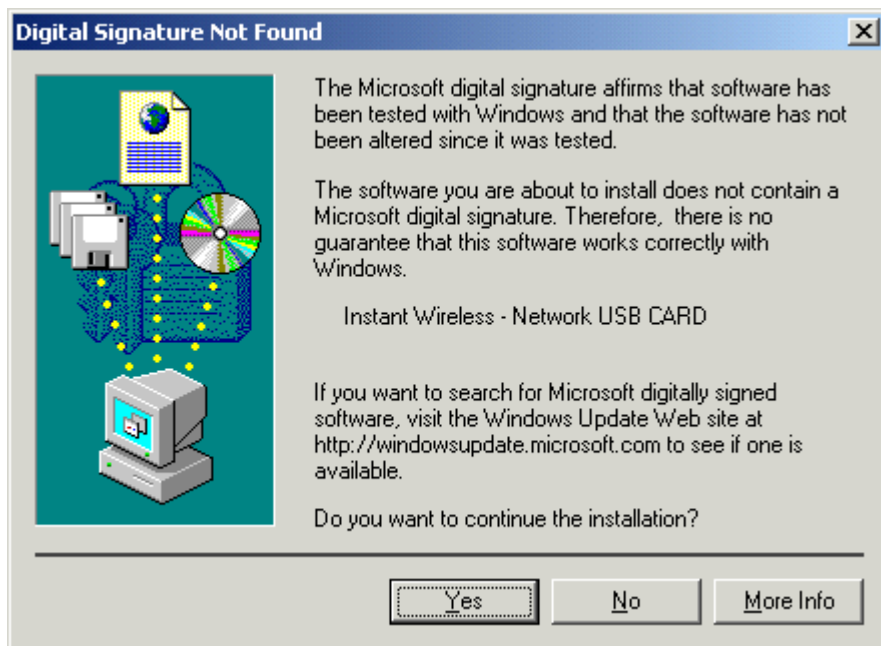 Digital Signature Not Found
The Microsoft digital signature affirms that software has
been tested with Windows and that the software has not
been altered since it was tested.
The software you are about to install does not contain a
Microsoft digital signature. Therefore,  there is no
guarantee that this software works correctly with
Windows.
Instant Wireless - Network USB CARD
If you want to search for Microsoft digitally signed
software, visit the Windows Update Web site at
http://windowsupdate.microsoft.com to see if one is
available.
Do you want to continue the installation?
Yes No More Info